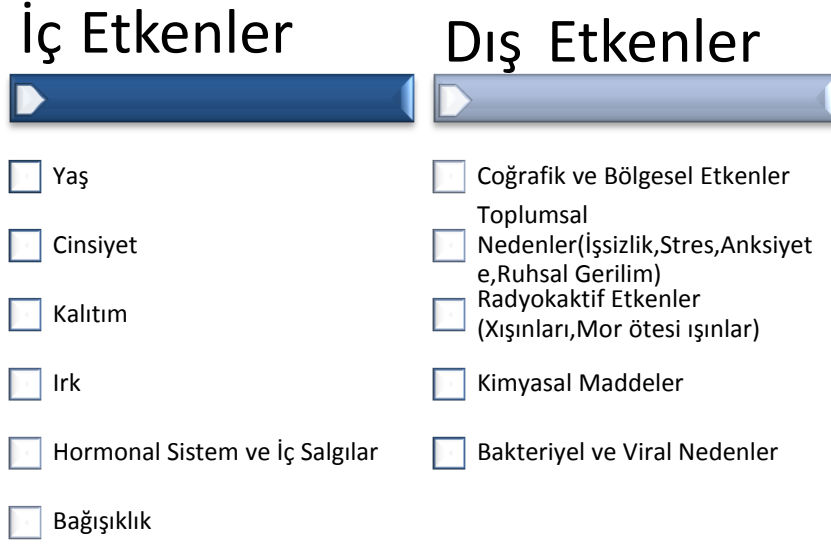 İç Etkenler
Yaş
Cinsiyet
Kalıtım
Irk
Hormonal Sistem ve İç Salgılar
Bağışıklık
Dış Etkenler
Coğrafik ve Bölgesel Etkenler
Toplumsal
Nedenler(İşsizlik,Stres,Anksiyet
e,Ruhsal Gerilim)
Radyokaktif Etkenler
(Xışınları,Mor ötesi ışınlar)
Kimyasal Maddeler
Bakteriyel ve Viral Nedenler